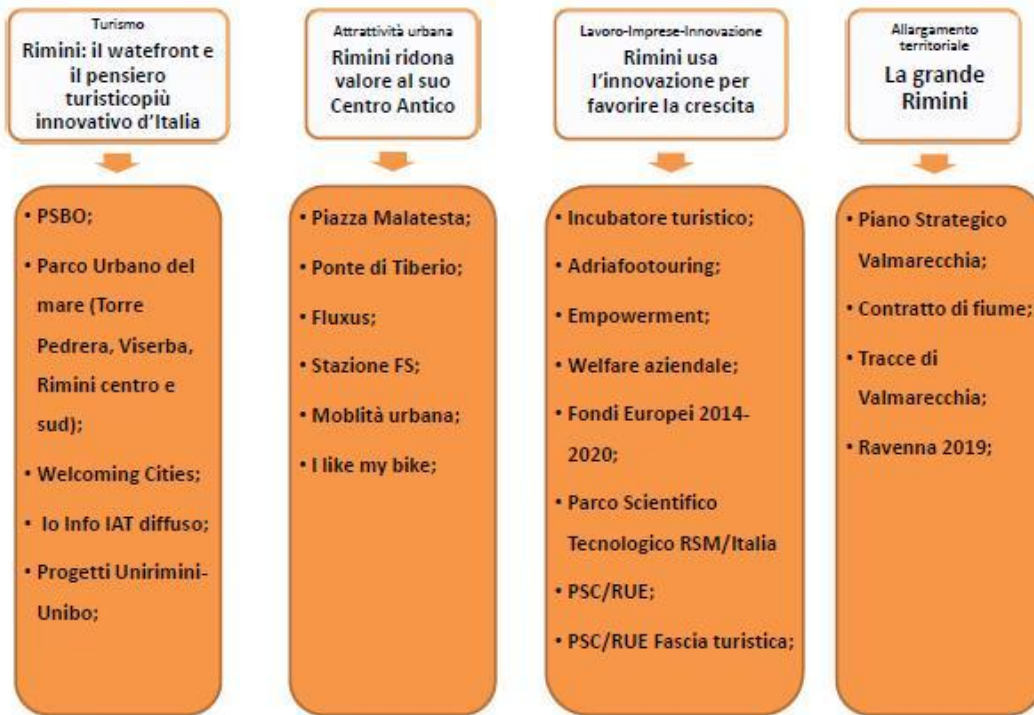 Turismo
Rimini: il watefront e
il pensiero
turisticopiù
innovativo d'Italia
• PSBO;
• Parco Urbano del
mare (Torre
Pedrera, Viserba,
Rimini centro e
sud);
• Welcoming Cities;
• Io Info IAT diffuso;
• Progetti Unirimini-
Unibo;
Attrattività urbana
Rimini ridona
valore al suo
Centro Antico
• Piazza Malatesta;
• Ponte di Tiberio;
• Fluxus;
• Stazione FS;
• Moblità urbana;
• I like my bike;
Lavoro-Imprese-Innovazione
Rimini usa
l'innovazione per
favorire la crescita
• Incubatore turistico;
• Adriafootouring;
• Empowerment;
• Welfare aziendale;
• Fondi Europei 2014-
2020;
• Parco Scientifico
Tecnologico RSM/Italia
• PSC/RUE;
• PSC/RUE Fascia turistica;
Allargamento
territoriale
La grande
Rimini
• Piano Strategico
Valmarecchia;
• Contratto di fiume;
• Tracce di
Valmarecchia;
• Ravenna 2019;